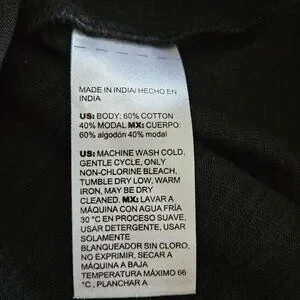 MADE IN INDIA/ HECHO EN
INDIA
US: BODY: 60% COTTON
40% MODAL MX: CUERPO:
60% algodón 40% modal
US: MACHINE WASH COLD,
GENTLE CYCLE, ONLY
NON-CHLORINE BLEACH,
TUMBLE DRY LOW, WARM
IRON, MAY BE DRY
CLEANED. MX: LAVAR A
MÁQUINA CON AGUA FRÍA
30 °C EN PROCESO SUAVE,
USAR DETERGENTE, USAR
SOLAMENTE
BLANQUEADOR SIN CLORO,
NO EXPRIMIR, SECAR A
MÁQUINA A BAJA
TEMPERATURA MÁXIMO 66
°C , PLANCHAR A